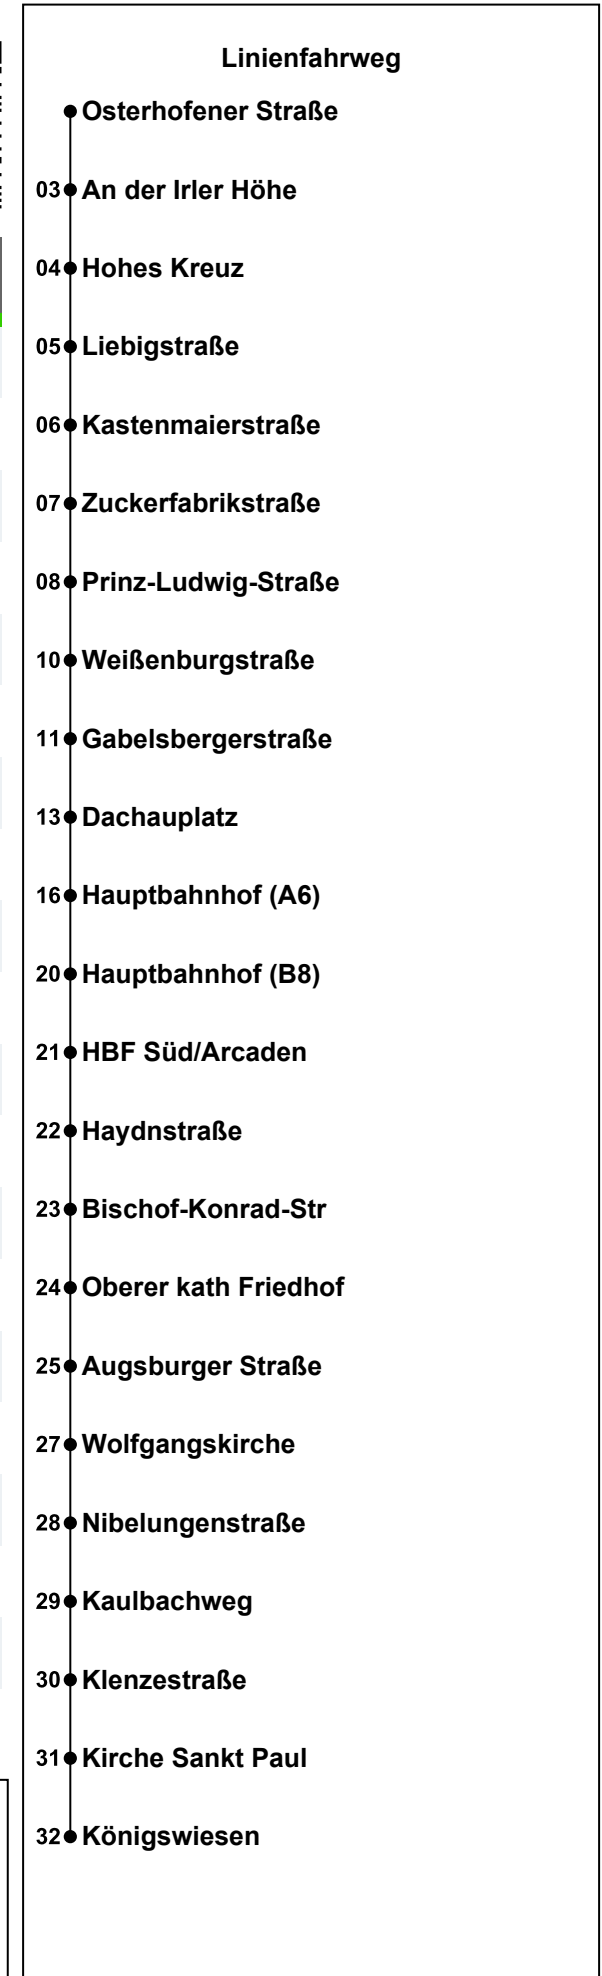 Linienfahrweg
Osterhofener Straße
03 An der Irler Höhe
04 Hohes Kreuz
05 Liebigstraße
06 Kastenmaierstraße
07 Zuckerfabrikstraße
08 Prinz-Ludwig-Straße
10 Weißenburgstraße
11 Gabelsbergerstraße
13 Dachauplatz
16 Hauptbahnhof (A6)
20 Hauptbahnhof (B8)
21 HBF Süd/Arcaden
22 Haydnstraße
23 Bischof-Konrad-Str
24 Oberer kath Friedhof
25 Augsburger Straße
27 Wolfgangskirche
28 Nibelungenstraße
29 Kaulbachweg
30 Klenzestraße
31 Kirche Sankt Paul
32 Königswiesen